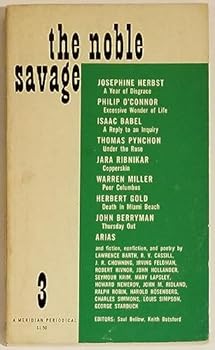 the noble
savage
JOSEPHINE HERBST
A Year of Disgrace
PHILIP O'CONNOR
Excessive Wonder of Life
ISAAC BABEL
A Reply to an Inquiry
THOMAS PYNCHON
Under the Rose
JARA RIBNIKAR
Copperskin
WARREN MILLER
Poor Columbus
HERBERT GOLD
Death in Miami Beach
JOHN BERRYMAN
Thursday Out
ARIAS
and fiction, nonfiction, and poetry by
LAWRENCE BARTH, R. V. CASSILL,
J. R. CHOWNING, IRVING FELDMAN,
ROBERT HIVNOR, JOHN HOLLANDER,
SEYMOUR KRIM, MARY LAPSLEY,
HOWARD NEMEROV, JOHN M. RIDLAND,
RALPH ROBIN, HAROLD ROSENBERG,
CHARLES SIMMONS, LOUIS SIMPSON,
GEORGE STARBUCK
3
A MERIDIAN PERIODICAL
$1.50
EDITORS: Saul Bellow, Keith Botsford